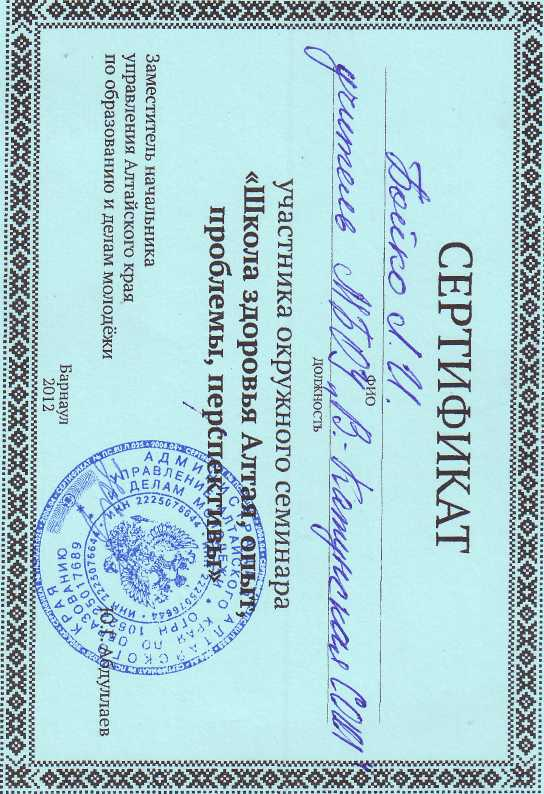 СЕРТИФИКАТ
Бойко Л.И.
ФИО
учитель МБОУ „В.-Катунская СОШ"
должность
участника окружного семинара
«Школа здоровья Алтая, опыт,
проблемы, перспективы»
Заместитель начальника
управления Алтайского края
по образованию и делам молодёжи
Ю.Г. Абдуллаев
Барнаул
2012